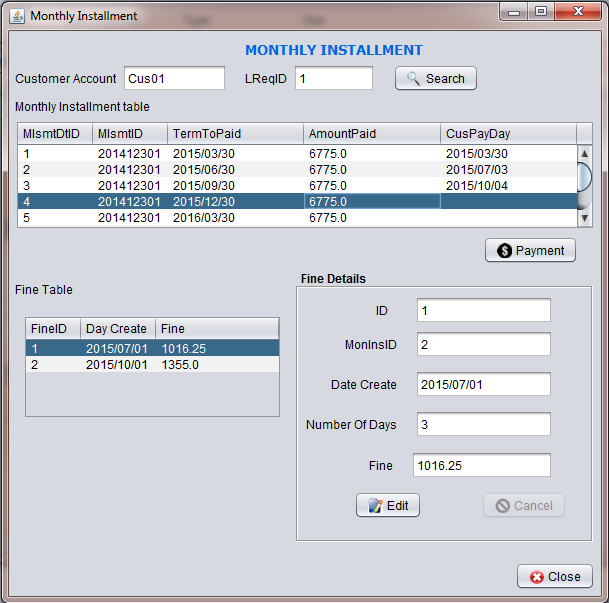 Monthly Installment
MONTHLY INSTALLMENT
Customer Account Cus01 LReqID 1 Search
Monthly Installment table
MIsmtDtID MIsmtID TermToPaid AmountPaid CusPayDay
1 201412301 2015/03/30 6775.0 2015/03/30
2 201412301 2015/06/30 6775.0 2015/07/03
3 201412301 2015/09/30 6775.0 2015/10/04
4 201412301 2015/12/30 6775.0
5 201412301 2016/03/30 6775.0
$ Payment
Fine Table
FineID Day Create Fine
1 2015/07/01 1016.25
2 2015/10/01 1355.0
Fine Details
ID 1
MonInsID 2
Date Create 2015/07/01
Number Of Days 3
Fine 1016.25
Edit Cancel
Close